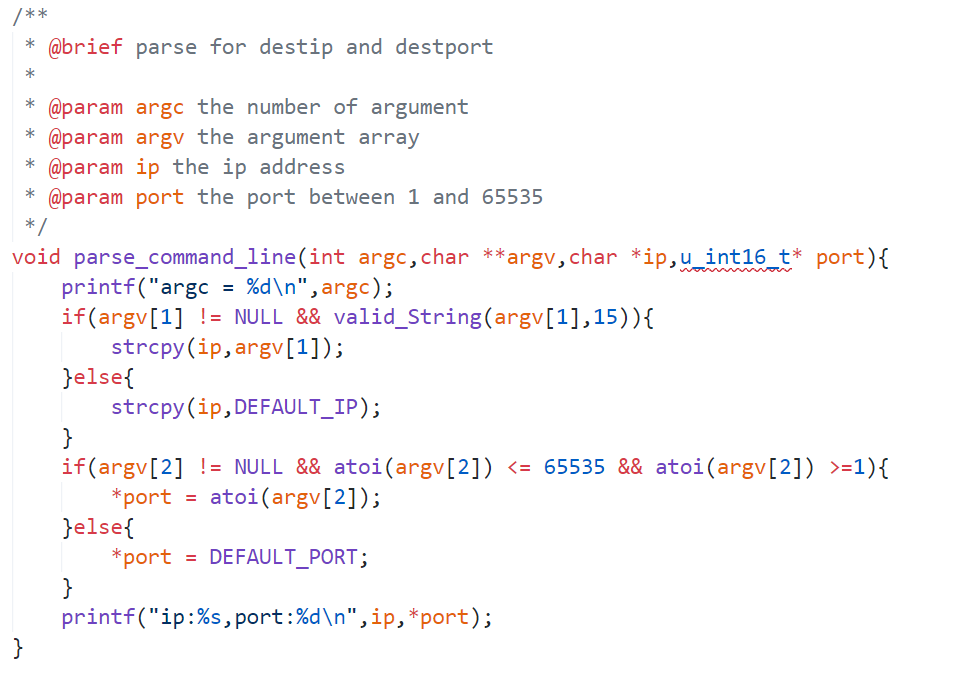 /**
 * @brief parse for destip and destport
 *
 * @param argc the number of argument
 * @param argv the argument array
 * @param ip the ip address
 * @param port the port between 1 and 65535
 */
void parse_command_line(int argc,char **argv,char *ip,u_int16_t* port){
    printf("argc = %d\n",argc);
    if(argv[1] != NULL && valid_String(argv[1],15)){
        strcpy(ip,argv[1]);
    }else{
        strcpy(ip,DEFAULT_IP);
    }
    if(argv[2] != NULL && atoi(argv[2]) <= 65535 && atoi(argv[2]) >=1){
        *port = atoi(argv[2]);
    }else{
        *port = DEFAULT_PORT;
    }
    printf("ip:%s,port:%d\n",ip,*port);
}